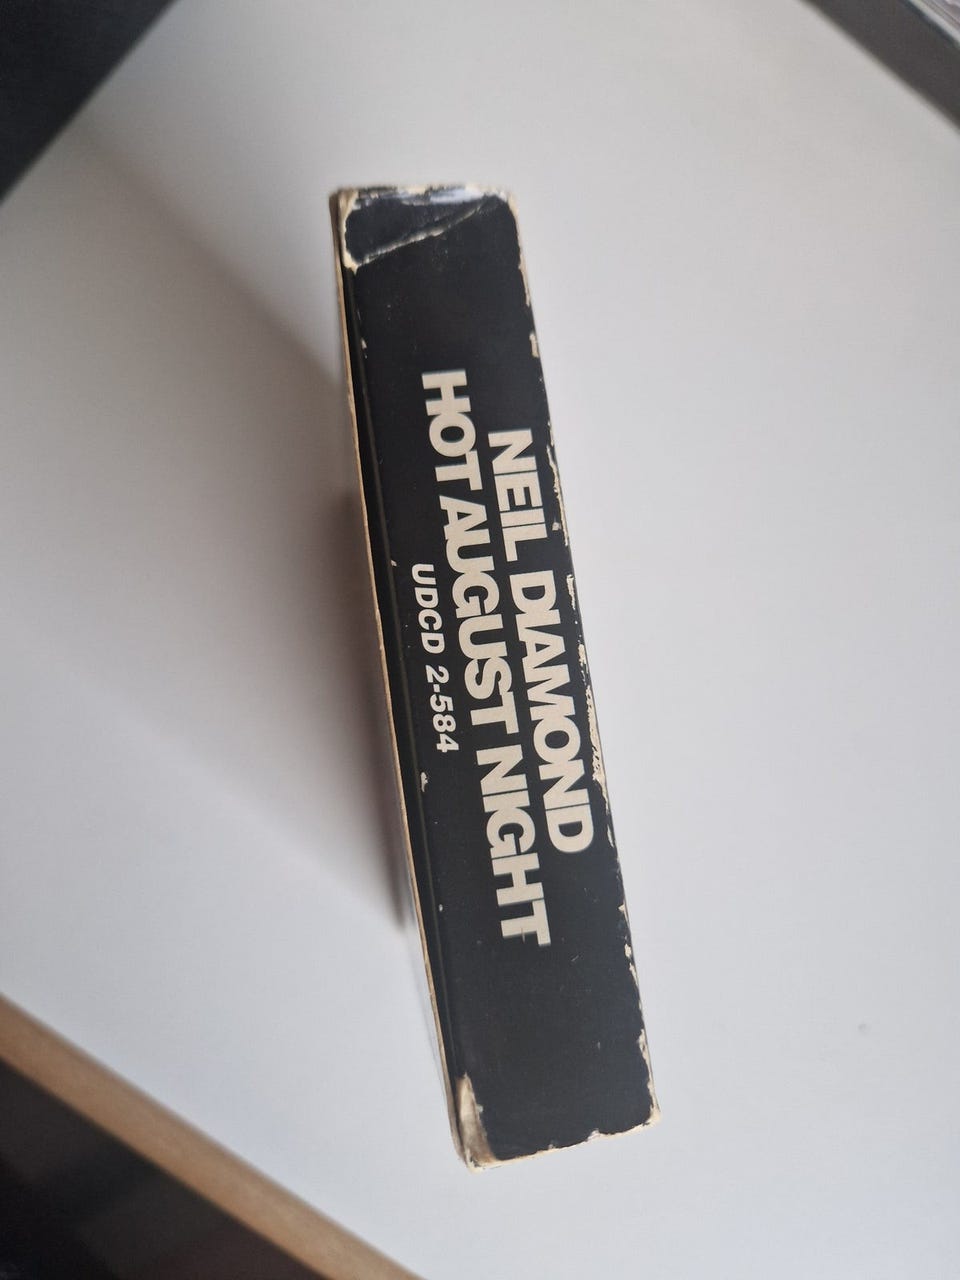 NEIL DIAMOND
HOT AUGUST NIGHT
UDCD 2-584